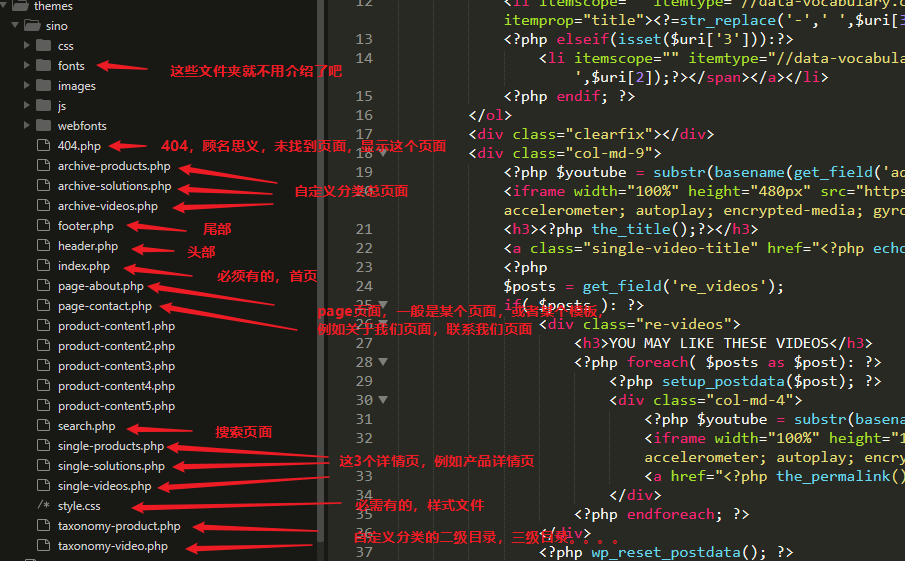 themes
sino
css
fonts
这些文件夹就不用介绍了吧
images
js
webfonts
404.php
404，顾名思义，未找到页面，显示这个页面
archive-products.php
archive-solutions.php
自定义分类总页面
archive-videos.php
footer.php
尾部
header.php
头部
index.php
必须有的，首页
page-about.php
page-contact.php
page页面，一般是某个页面，或者某个模板，
例如关于我们页面，联系我们页面
product-content1.php
product-content2.php
product-content3.php
product-content4.php
product-content5.php
search.php
搜索页面
single-products.php
single-solutions.php
这3个详情页，例如产品详情页
single-videos.php
/* style.css
必需有的，样式文件
taxonomy-product.php
自定义分类的二级目录，三级目录。。。。
taxonomy-video.php
12 <li itemscope="" itemtype="//data-vocabulary.o
itemprop="title"><?=str_replace('-',' ',$uri[3
13 <?php elseif(isset($uri['3'])):?>
14 <li itemscope="" itemtype="//data-vocabula
',$uri[2]);?></span></a></li>
15 <?php endif; ?>
16 </ol>
17 <div class="clearfix"></div>
18 <div class="col-md-9">
19 <?php $youtube = substr(basename(get_field('ad
20 <iframe width="100%" height="480px" src="https
accelerometer; autoplay; encrypted-media; gyro
21 <h3><?php the_title();?></h3>
22 <a class="single-video-title" href="<?php echo
23 <?php
24 $posts = get_field('re_videos');
25 if( $posts ): ?>
26 <div class="re-videos">
27 <h3>YOU MAY LIKE THESE VIDEOS</h3>
28 <?php foreach( $posts as $post): ?>
29 <?php setup_postdata($post); ?>
30 <div class="col-md-4">
31 <?php $youtube = substr(basena
32 <iframe width="100%" height="1
accelerometer; autoplay; encry
33 <a href="<?php the_permalink()
34 </div>
35 <?php endforeach; ?>
36 </div>
37 <?php wp_reset_postdata(); ?>